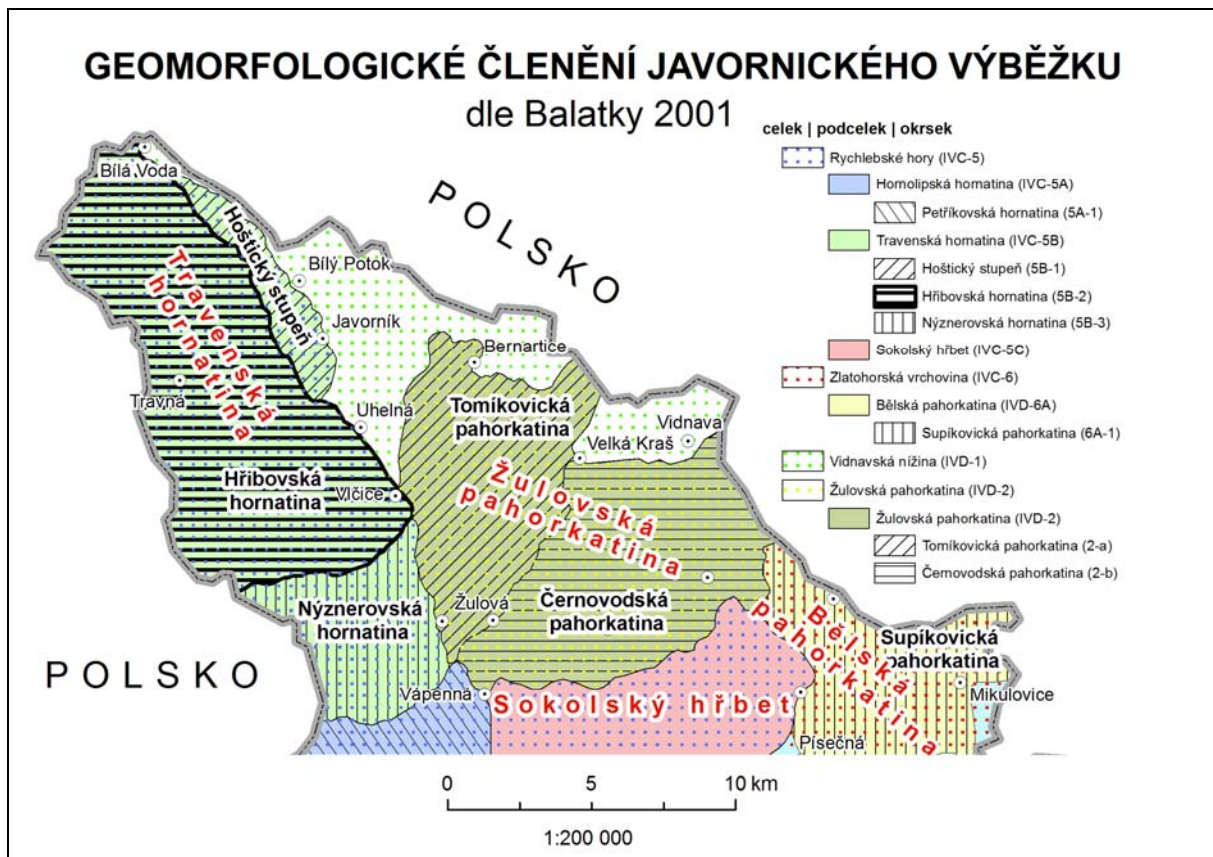 GEOMORFOLOGICKÉ ČLENĚNÍ JAVORNICKÉHO VÝBĚŽKU
dle Balatky 2001
celek | podcelek | okrsek
Rychlebské hory (IVC-5)
Hornolipská hornatina (IVC-5A)
Petříkovská hornatina (5A-1)
Travenská hornatina (IVC-5B)
Hoštický stupeň (5B-1)
Hřibovská hornatina (5B-2)
Nýznerovská hornatina (5B-3)
Sokolský hřbet (IVC-5C)
Zlatohorská vrchovina (IVC-6)
Bělská pahorkatina (IVD-6A)
Supíkovická pahorkatina (6A-1)
Vidnavská nížina (IVD-1)
Žulovská pahorkatina (IVD-2)
Žulovská pahorkatina (IVD-2)
Tomíkovická pahorkatina (2-a)
Černovodská pahorkatina (2-b)
Bílá Voda
POLSKO
Hoštický stupeň
Bílý Potok
Travenská
hornatina
Javorník
Bernartice
Travná
Uhelná
Tomíkovická
pahorkatina
Vidnava
Velká Kraš
Hřibovská
hornatina
Vlčice
Žulovská
pahorkatina
Nýznerovská
hornatina
Žulová
Černovodská
pahorkatina
Bělská
pahorkatina
Supíkovická
pahorkatina
POLSKO
Vápenná
Sokolský hřbet
Mikulovice
Písečná
0 5 10 km
1:200 000